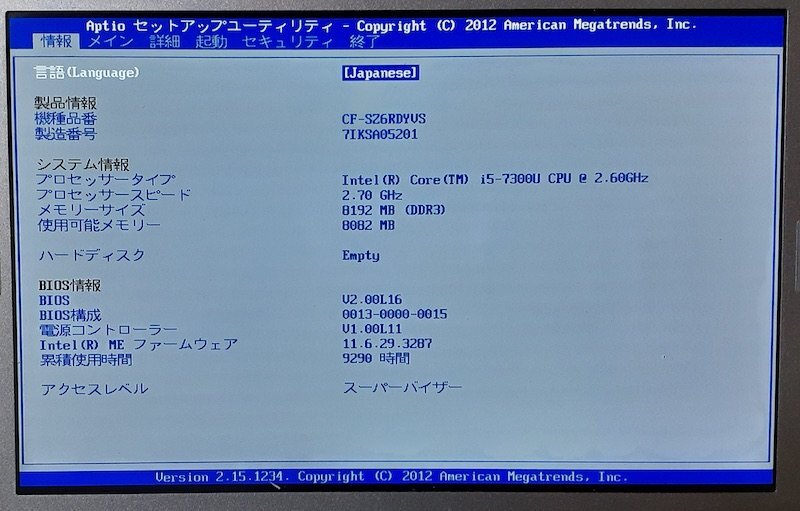 Aptio セットアップユーティリティ - Copyright (C) 2012 American Megatrends, Inc.
情報 メイン 詳細 起動 セキュリティ 終了
言語(Language) [Japanese]
製品情報
機種品番 CF-SZ6RDYVS
製造番号 7IKSA05201
システム情報
プロセッサータイプ Intel(R) Core(TM) i5-7300U CPU @ 2.60GHz
プロセッサースピード 2.70 GHz
メモリーサイズ 8192 MB (DDR3)
使用可能メモリー 8082 MB
ハードディスク Empty
BIOS情報
BIOS V2.00L16
BIOS構成 0013-0000-0015
電源コントローラー V1.00L11
Intel(R) ME ファームウェア 11.6.29.3287
累積使用時間 9290 時間
アクセスレベル スーパーバイザー
Version 2.15.1234. Copyright (C) 2012 American Megatrends, Inc.